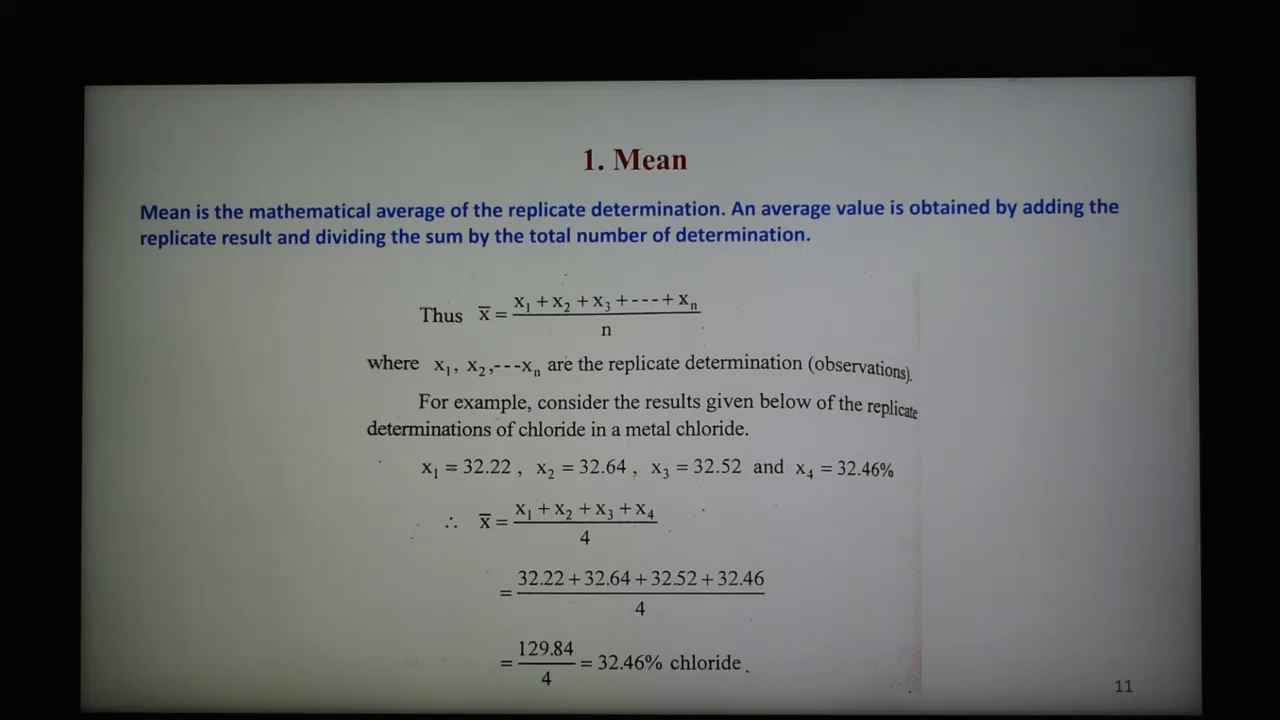 1. Mean
Mean is the mathematical average of the replicate determination. An average value is obtained by adding the
replicate result and dividing the sum by the total number of determination.
Thus x̅ = (x₁ + x₂ + x₃ + - - - + xₙ) / n
where x₁, x₂,---xₙ are the replicate determination (observations).
For example, consider the results given below of the replicate
determinations of chloride in a metal chloride.
x₁ = 32.22 , x₂ = 32.64 , x₃ = 32.52 and x₄ = 32.46%
∴ x̅ = (x₁ + x₂ + x₃ + x₄) / 4
= (32.22 + 32.64 + 32.52 + 32.46) / 4
= 129.84 / 4 = 32.46% chloride .
11